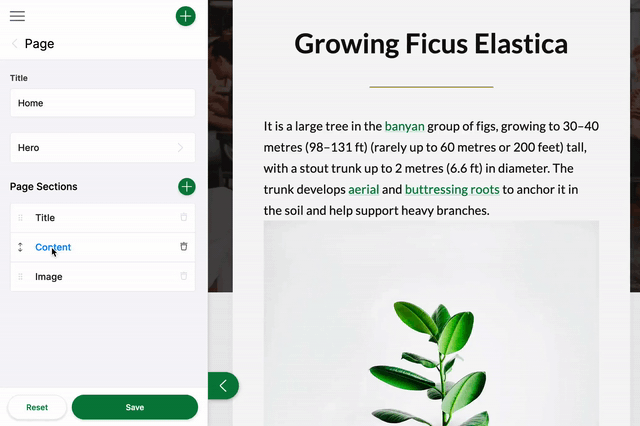 Page
Title
Home
Hero
Page Sections
Title
Content
Image
Reset
Save
Growing Ficus Elastica
It is a large tree in the banyan group of figs, growing to 30–40
metres (98–131 ft) (rarely up to 60 metres or 200 feet) tall,
with a stout trunk up to 2 metres (6.6 ft) in diameter. The
trunk develops aerial and buttressing roots to anchor it in
the soil and help support heavy branches.